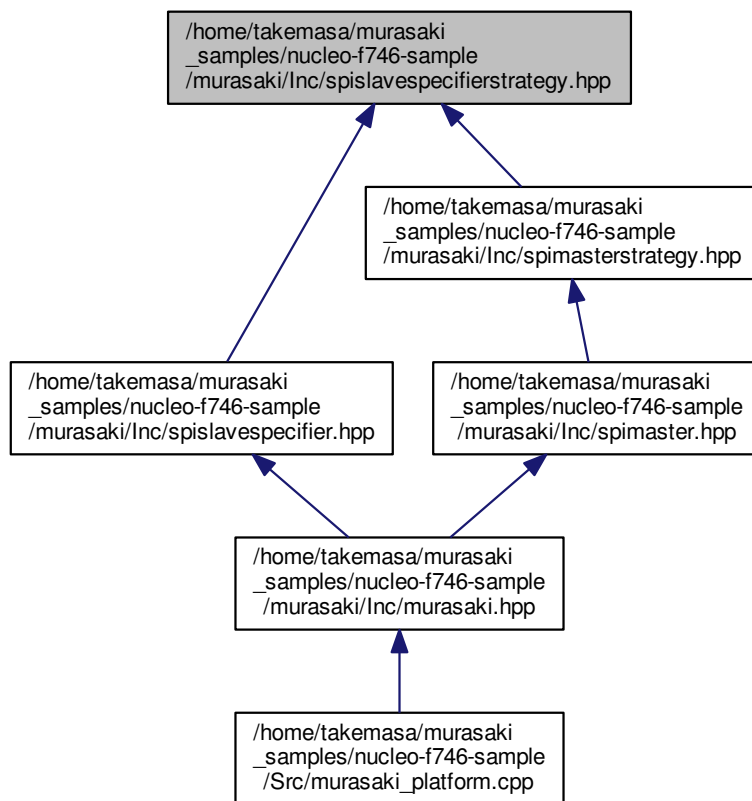 /home/takemasa/murasaki
_samples/nucleo-f746-sample
/murasaki/Inc/spislavespecifierstrategy.hpp
/home/takemasa/murasaki
_samples/nucleo-f746-sample
/murasaki/Inc/spimasterstrategy.hpp
/home/takemasa/murasaki
_samples/nucleo-f746-sample
/murasaki/Inc/spislavespecifier.hpp
/home/takemasa/murasaki
_samples/nucleo-f746-sample
/murasaki/Inc/spimaster.hpp
/home/takemasa/murasaki
_samples/nucleo-f746-sample
/murasaki/Inc/murasaki.hpp
/home/takemasa/murasaki
_samples/nucleo-f746-sample
/Src/murasaki_platform.cpp